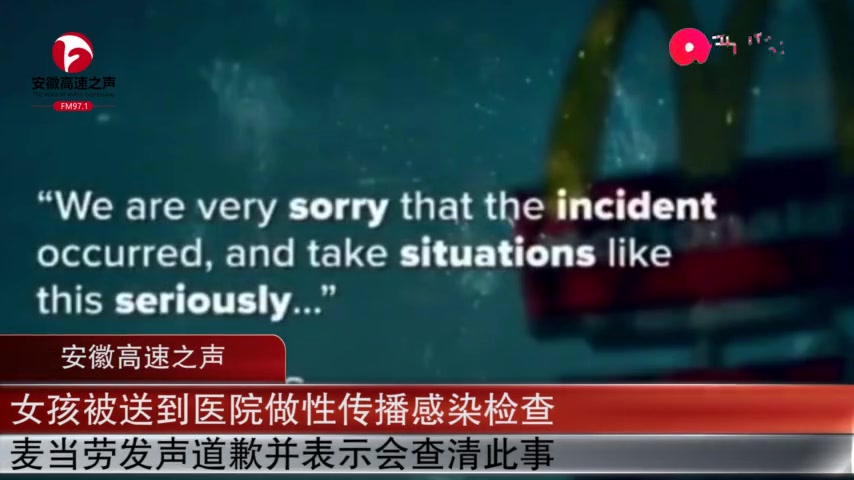 安徽高速之声
FM97.1
“We are very sorry that the incident
occurred, and take situations like
this seriously...”
安徽高速之声
女孩被送到医院做性传播感染检查
麦当劳发声道歉并表示会查清此事